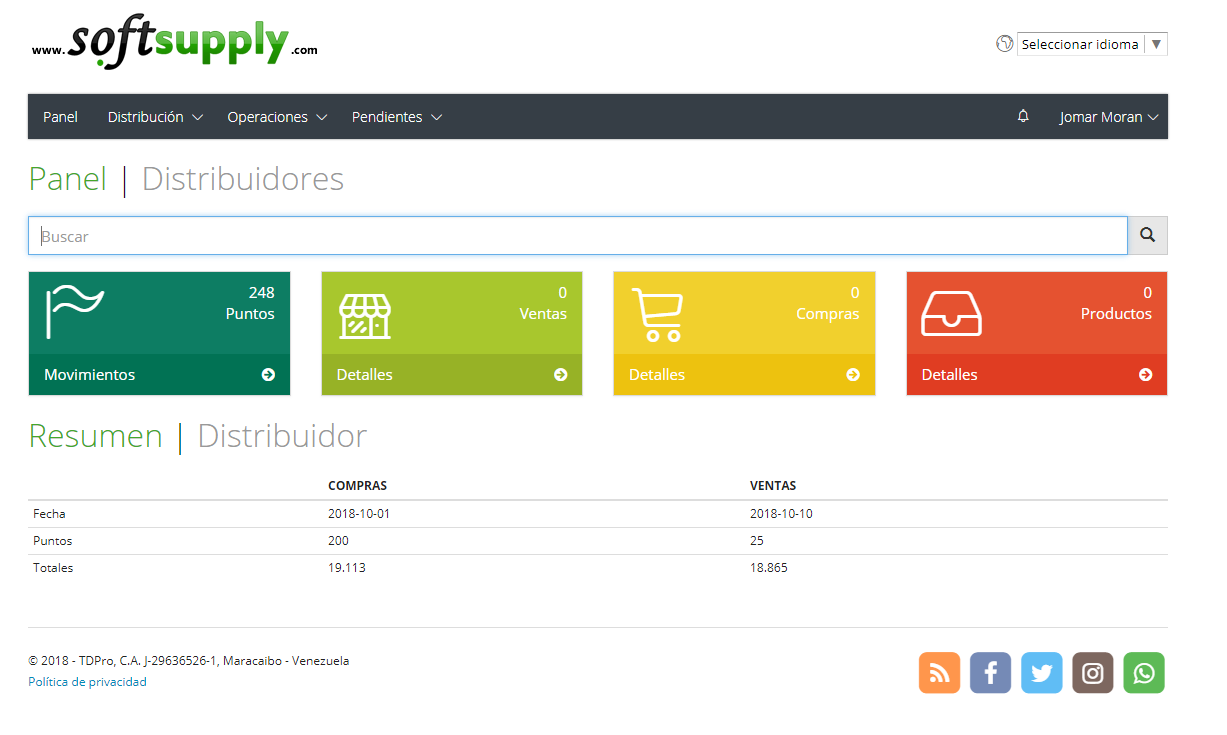 www.softsupply.com
Seleccionar idioma ▼
Panel Distribución Operaciones Pendientes Jomar Moran
Panel | Distribuidores
Buscar
248
Puntos
Movimientos
0
Ventas
Detalles
0
Compras
Detalles
0
Productos
Detalles
Resumen | Distribuidor
COMPRAS VENTAS
Fecha 2018-10-01 2018-10-10
Puntos 200 25
Totales 19.113 18.865
© 2018 - TDPro, C.A. J-29636526-1, Maracaibo - Venezuela
Política de privacidad